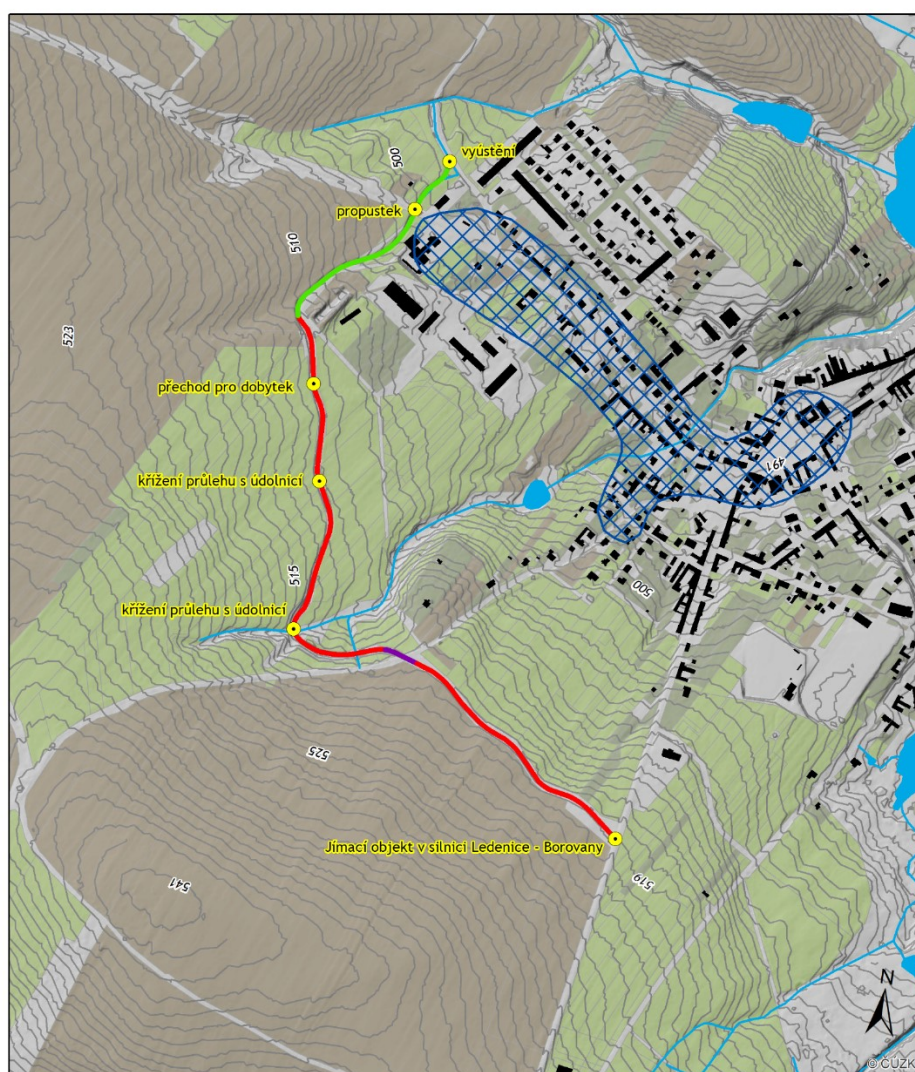 vyústění
500
propustek
510
523
přechod pro dobytek
křížení průlehu s údolnicí
491
515
500
křížení průlehu s údolnicí
525
Jímací objekt v silnici Ledenice - Borovany
519
541
N
© ČÚZK